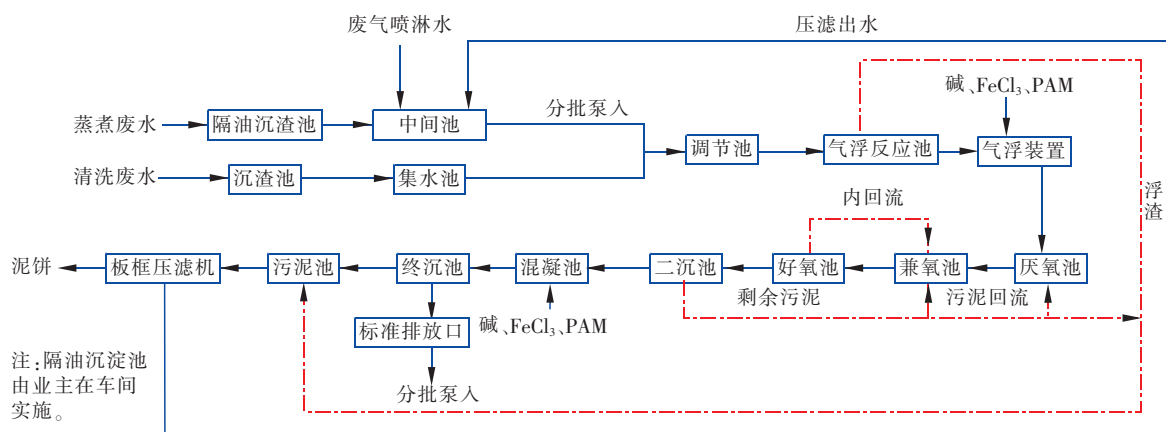 废气喷淋水
压滤出水
碱、FeCl₃、PAM
分批泵入
蒸煮废水
隔油沉渣池
中间池
调节池
气浮反应池
气浮装置
清洗废水
沉渣池
集水池
内回流
浮渣
泥饼
板框压滤机
污泥池
终沉池
混凝池
二沉池
好氧池
兼氧池
厌氧池
剩余污泥
污泥回流
标准排放口
碱、FeCl₃、PAM
注:隔油沉淀池
由业主在车间
实施。
分批泵入